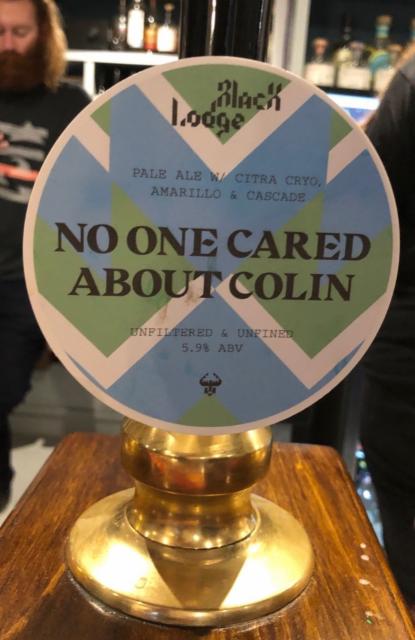 Black
Lodge
PALE ALE W/ CITRA CRYO,
AMARILLO & CASCADE
NO ONE CARED
ABOUT COLIN
UNFILTERED & UNFINED
5.9% ABV